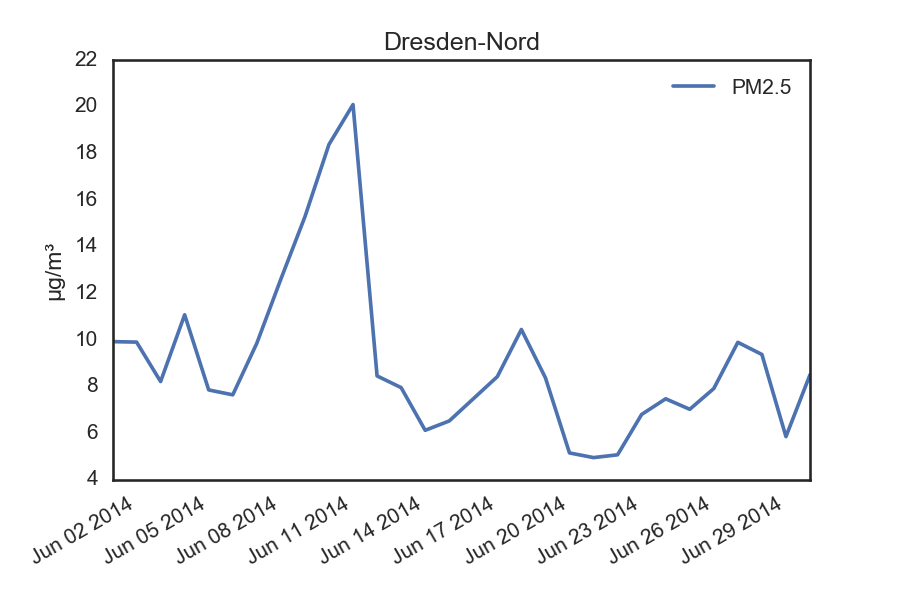 Dresden-Nord
22
20
18
16
14
12
10
8
6
4
µg/m³
PM2.5
Jun 02 2014
Jun 05 2014
Jun 08 2014
Jun 11 2014
Jun 14 2014
Jun 17 2014
Jun 20 2014
Jun 23 2014
Jun 26 2014
Jun 29 2014